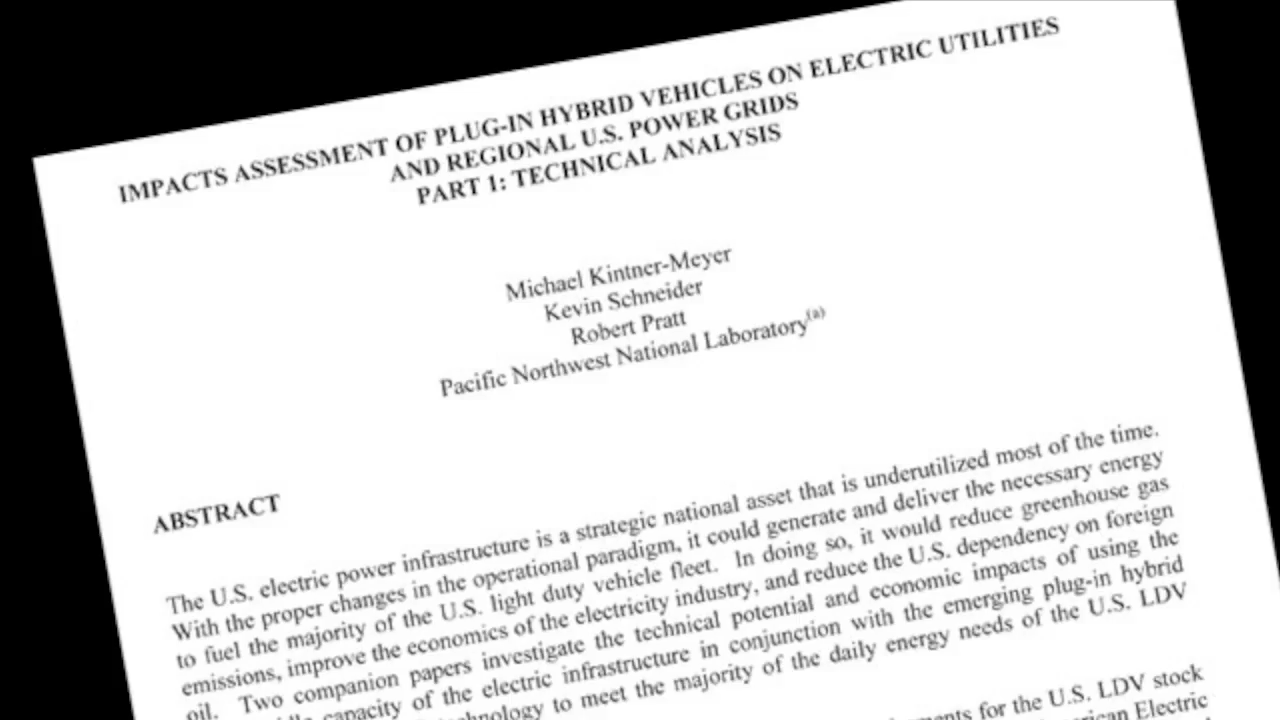 IMPACTS ASSESSMENT OF PLUG-IN HYBRID VEHICLES ON ELECTRIC UTILITIES
AND REGIONAL U.S. POWER GRIDS
PART 1: TECHNICAL ANALYSIS
Michael Kintner-Meyer
Kevin Schneider
Robert Pratt
Pacific Northwest National Laboratory(a)
ABSTRACT
The U.S. electric power infrastructure is a strategic national asset that is underutilized most of the time.
With the proper changes in the operational paradigm, it could generate and deliver the necessary energy
to fuel the majority of the U.S. light duty vehicle fleet. In doing so, it would reduce greenhouse gas
emissions, improve the economics of the electricity industry, and reduce the U.S. dependency on foreign
oil. Two companion papers investigate the technical potential and economic impacts of using the
capacity of the electric infrastructure in conjunction with the emerging plug-in hybrid
to meet the majority of the daily energy needs of the U.S. LDV
for the U.S. LDV stock
Electric